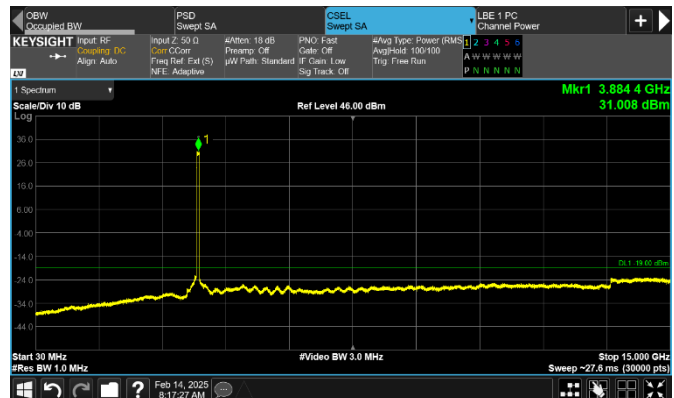 OBW
Occupied BW
PSD
Swept SA
CSEL
Swept SA
LBE 1 PC
Channel Power
KEYSIGHT
Input: RF
Coupling: DC
Align: Auto
Input Z: 50 Ω
Corr CCorr
Freq Ref: Ext (S)
NFE: Adaptive
#Atten: 18 dB
Preamp: Off
µW Path: Standard
PNO: Fast
Gate: Off
IF Gain: Low
Sig Track: Off
#Avg Type: Power (RMS)
Avg|Hold: 100/100
Trig: Free Run
1 2 3 4 5 6
A W W W W W
P N N N N N
LXI
1 Spectrum
Scale/Div 10 dB
Log
Ref Level 46.00 dBm
Mkr1 3.884 4 GHz
31.008 dBm
36.0
26.0
16.0
6.00
-4.00
-14.0
-24.0
-34.0
-44.0
1
DL1 -19.00 dBm
Start 30 MHz
#Res BW 1.0 MHz
#Video BW 3.0 MHz
Stop 15.000 GHz
Sweep ~27.6 ms (30000 pts)
Feb 14, 2025
8:17:27 AM